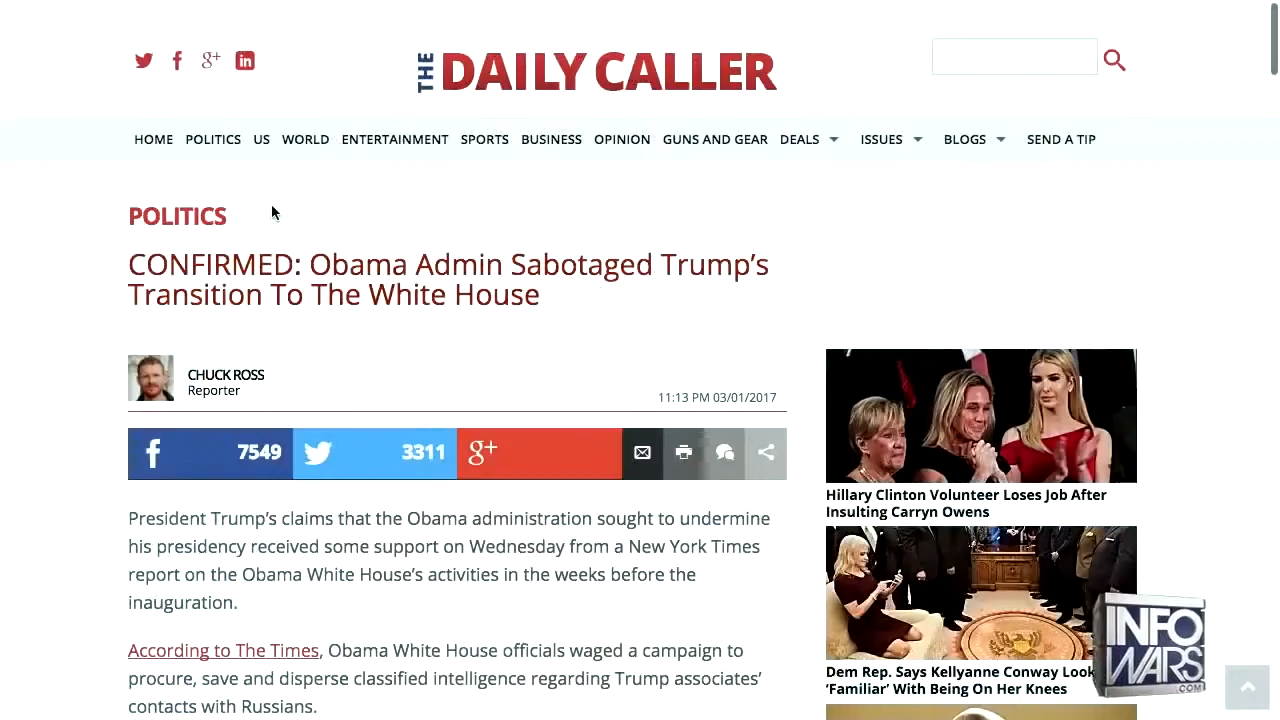 THE DAILY CALLER
HOME POLITICS US WORLD ENTERTAINMENT SPORTS BUSINESS OPINION GUNS AND GEAR DEALS ISSUES BLOGS SEND A TIP
POLITICS
CONFIRMED: Obama Admin Sabotaged Trump’s
Transition To The White House
CHUCK ROSS
Reporter
11:13 PM 03/01/2017
7549 3311 g+
President Trump’s claims that the Obama administration sought to undermine
his presidency received some support on Wednesday from a New York Times
report on the Obama White House’s activities in the weeks before the
inauguration.
According to The Times, Obama White House officials waged a campaign to
procure, save and disperse classified intelligence regarding Trump associates’
contacts with Russians.
Hillary Clinton Volunteer Loses Job After
Insulting Carryn Owens
Dem Rep. Says Kellyanne Conway Look
‘Familiar’ With Being On Her Knees
INFO
WARS
.COM